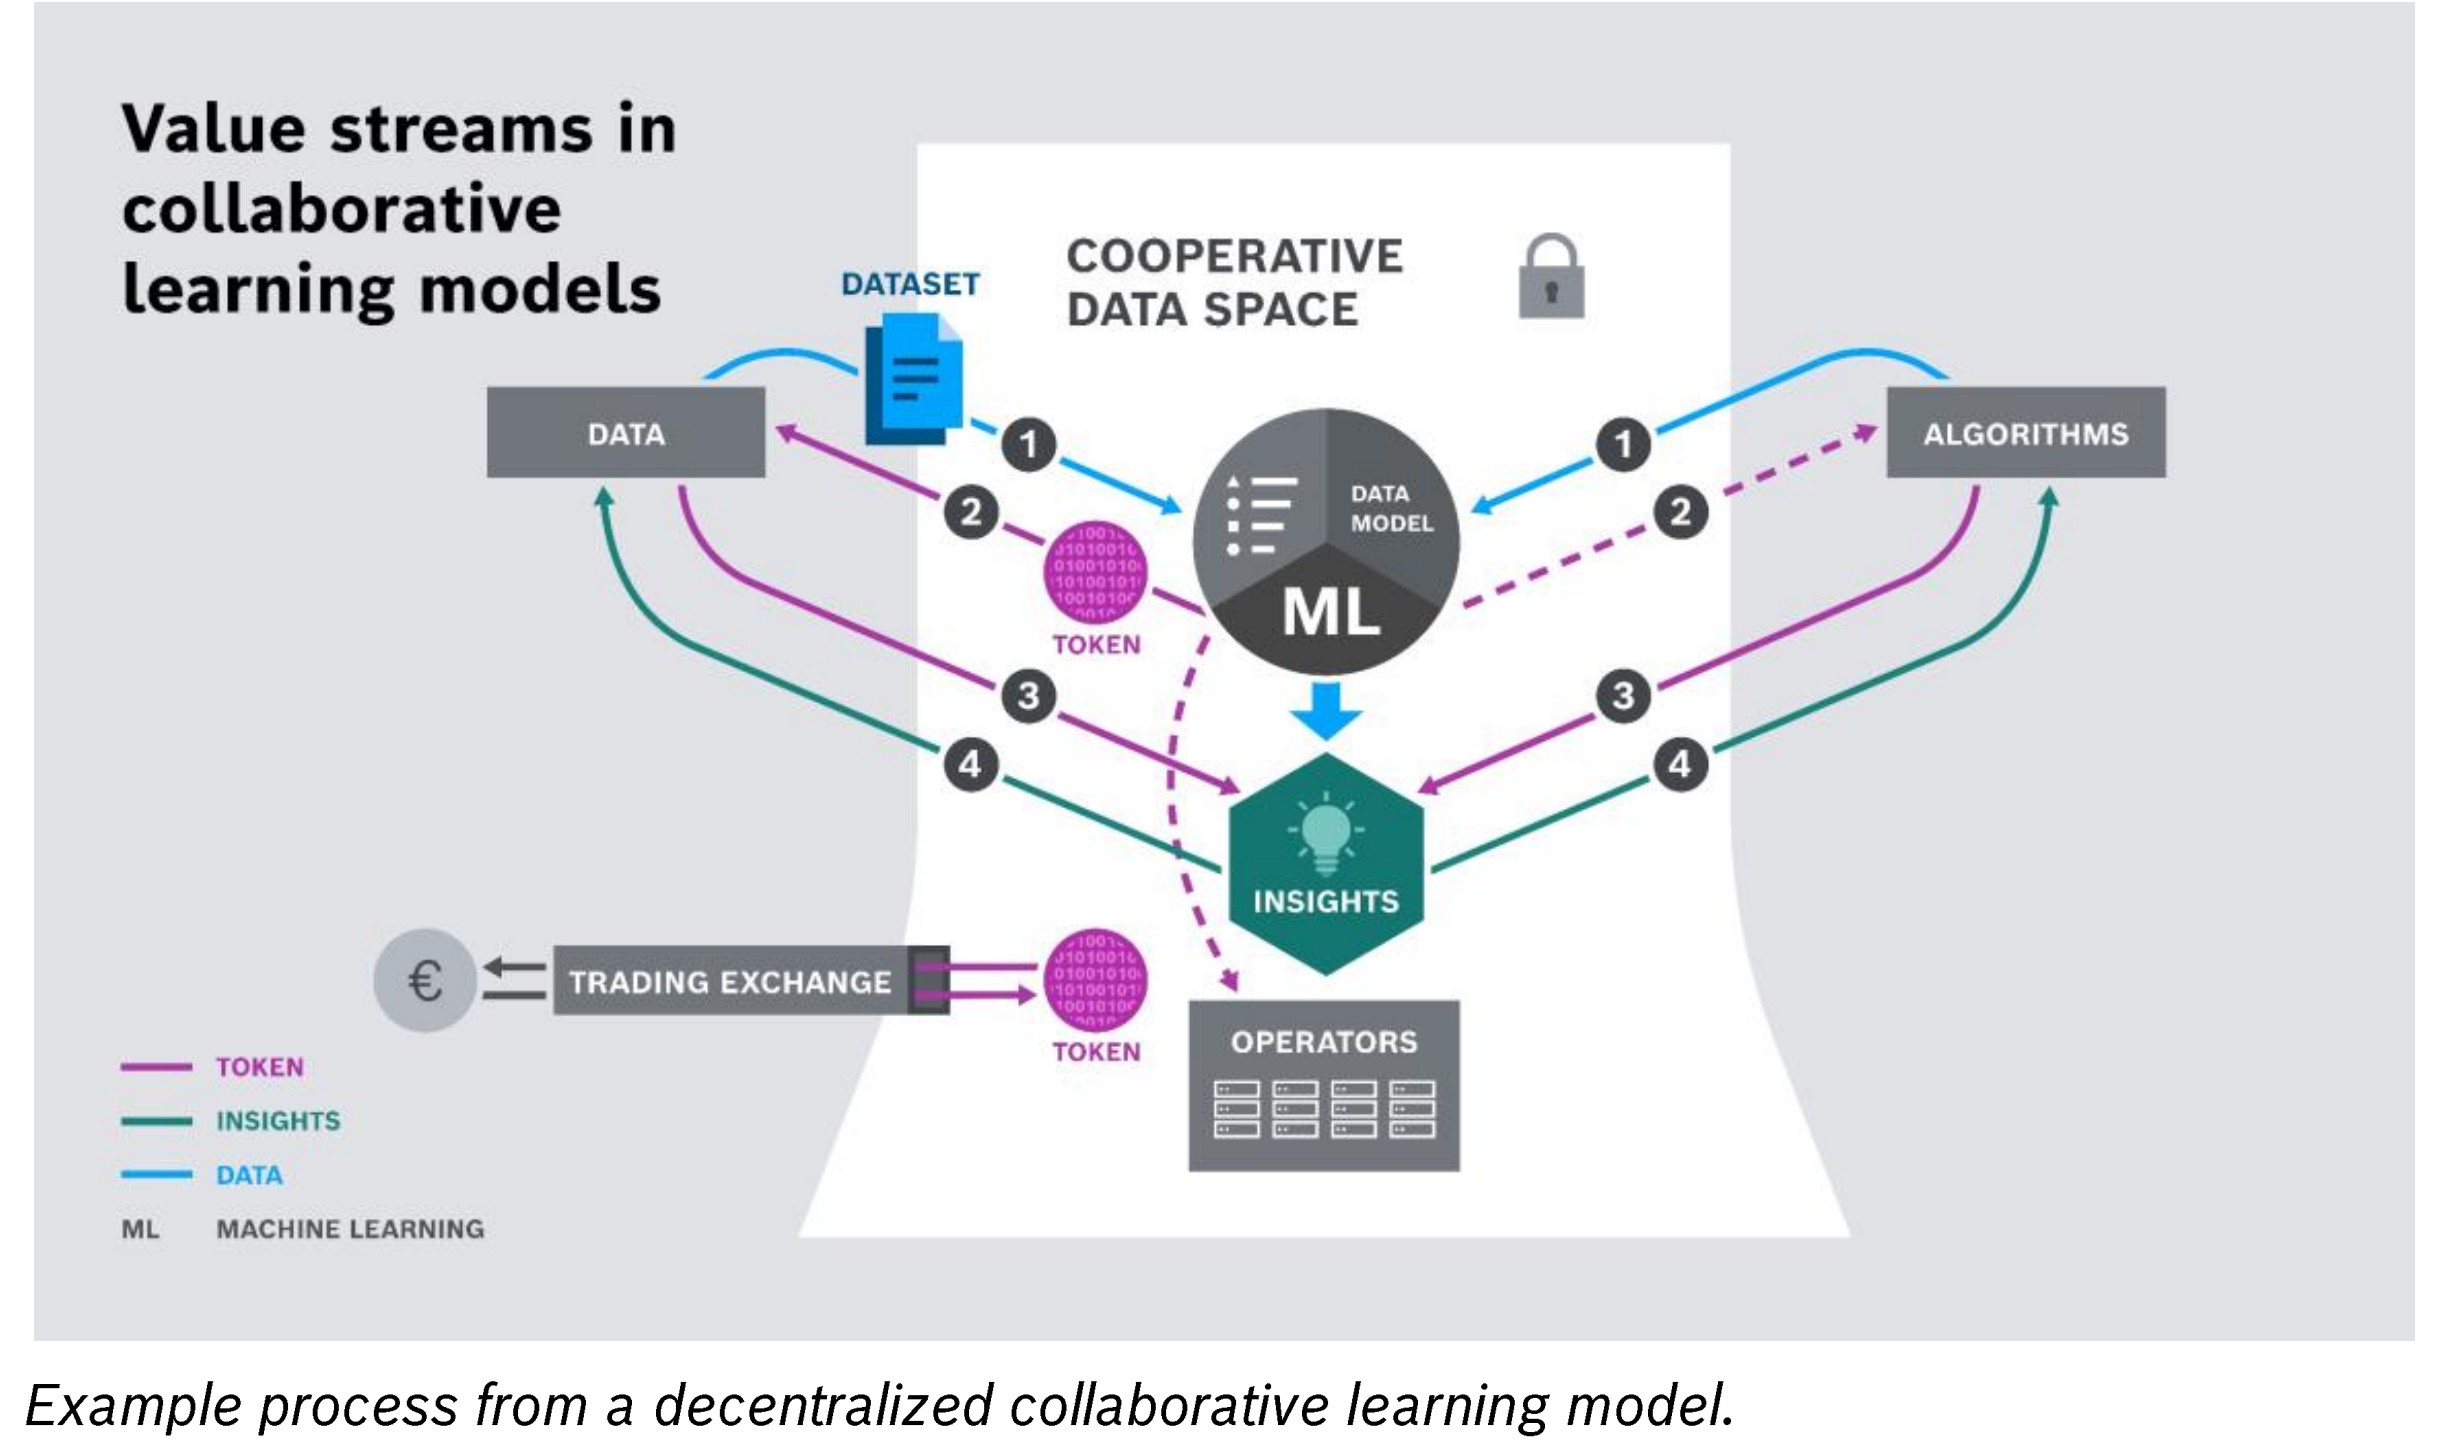 Value streams in
collaborative
learning models
COOPERATIVE
DATA SPACE
DATASET
DATA
1
2
TOKEN
3
4
DATA
MODEL
ML
1
2
ALGORITHMS
3
4
INSIGHTS
€
TRADING EXCHANGE
TOKEN
OPERATORS
TOKEN
INSIGHTS
DATA
ML MACHINE LEARNING
Example process from a decentralized collaborative learning model.